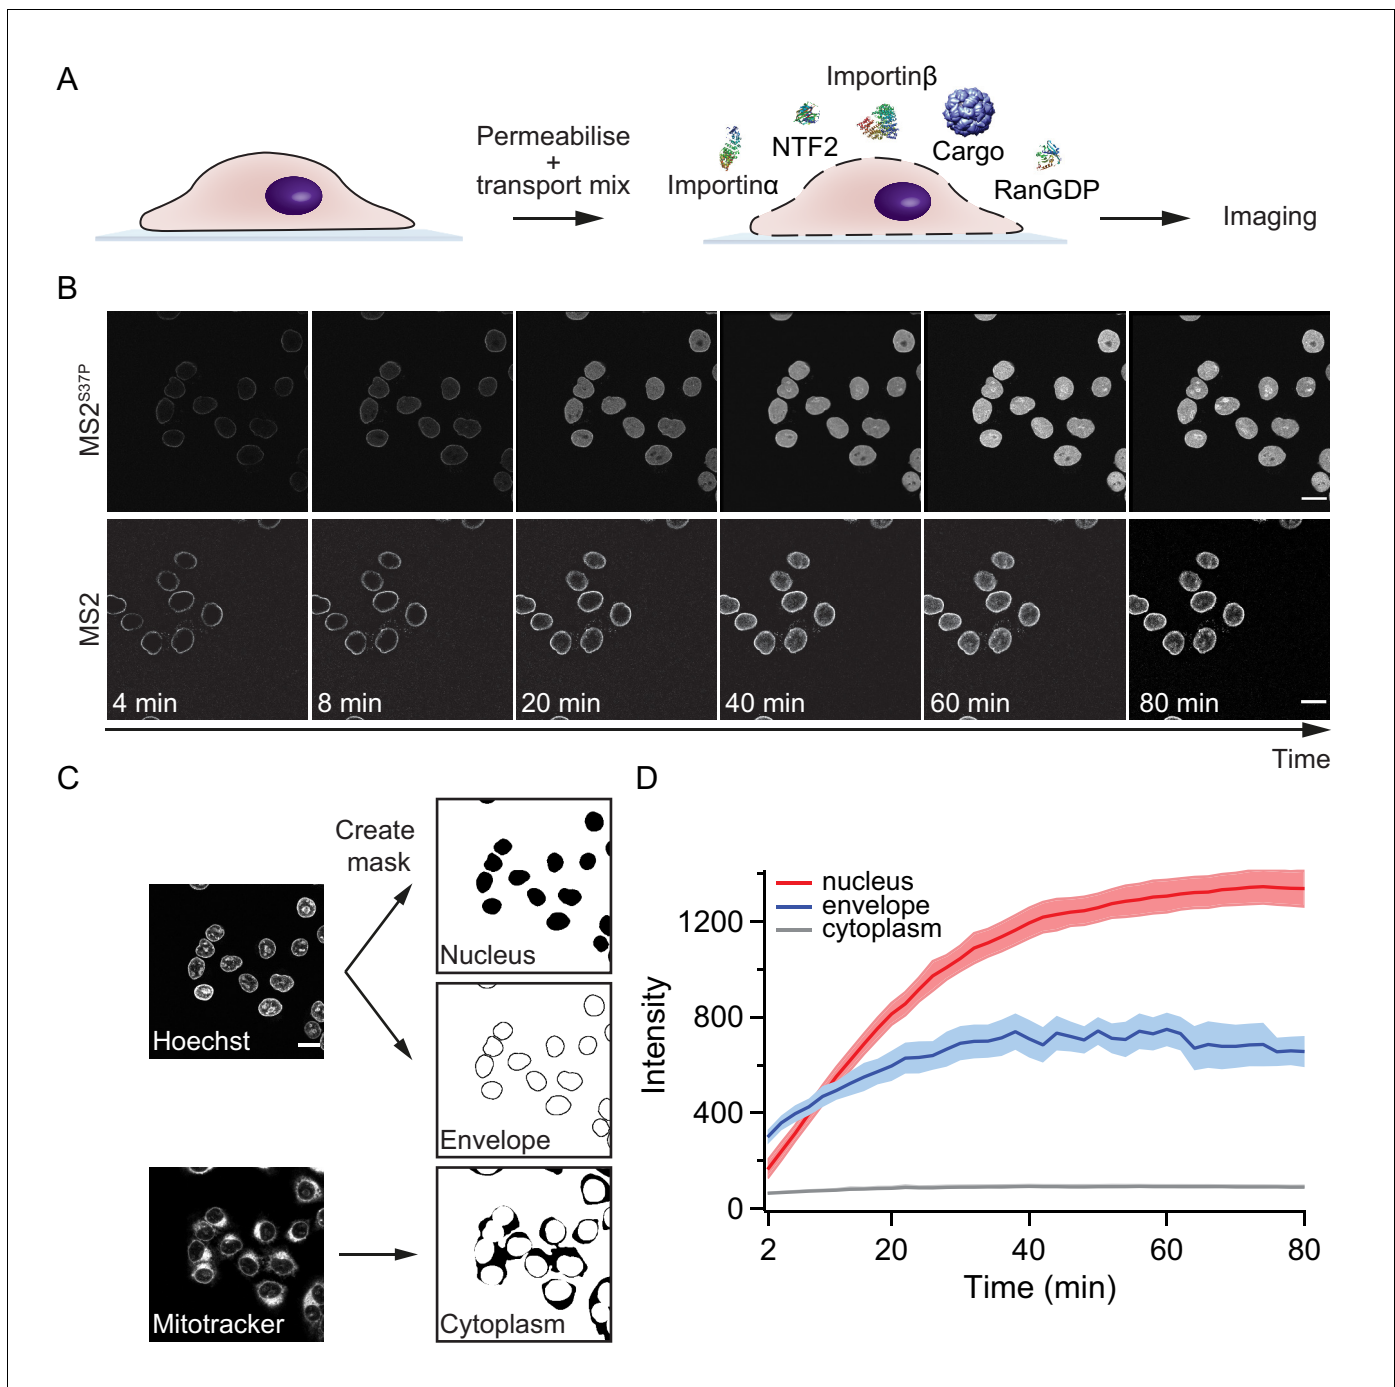 A
Permeabilise
+
transport mix
Importinα
NTF2
Importinβ
Cargo
RanGDP
Imaging
B
MS2S37P
MS2
4 min
8 min
20 min
40 min
60 min
80 min
Time
C
Create
mask
Hoechst
Nucleus
Envelope
Mitotracker
Cytoplasm
D
nucleus
envelope
cytoplasm
Intensity
1200
800
400
0
2
20
40
60
80
Time (min)